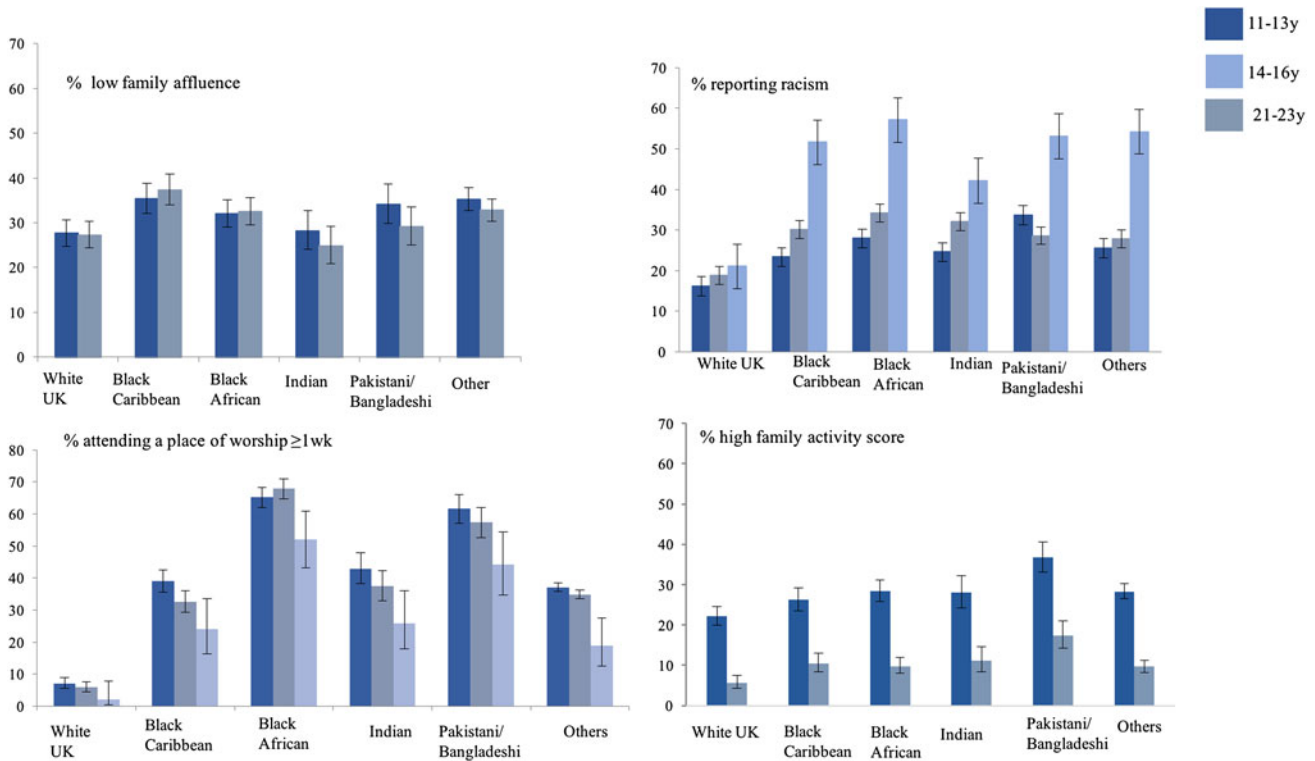 11-13y
14-16y
21-23y
% low family affluence
70
60
50
40
30
20
10
0
White UK
Black Caribbean
Black African
Indian
Pakistani/ Bangladeshi
Other
% reporting racism
70
60
50
40
30
20
10
0
White UK
Black Caribbean
Black African
Indian
Pakistani/ Bangladeshi
Others
% attending a place of worship ≥1wk
80
70
60
50
40
30
20
10
0
White UK
Black Caribbean
Black African
Indian
Pakistani/ Bangladeshi
Others
% high family activity score
70
60
50
40
30
20
10
0
White UK
Black Caribbean
Black African
Indian
Pakistani/ Bangladeshi
Others